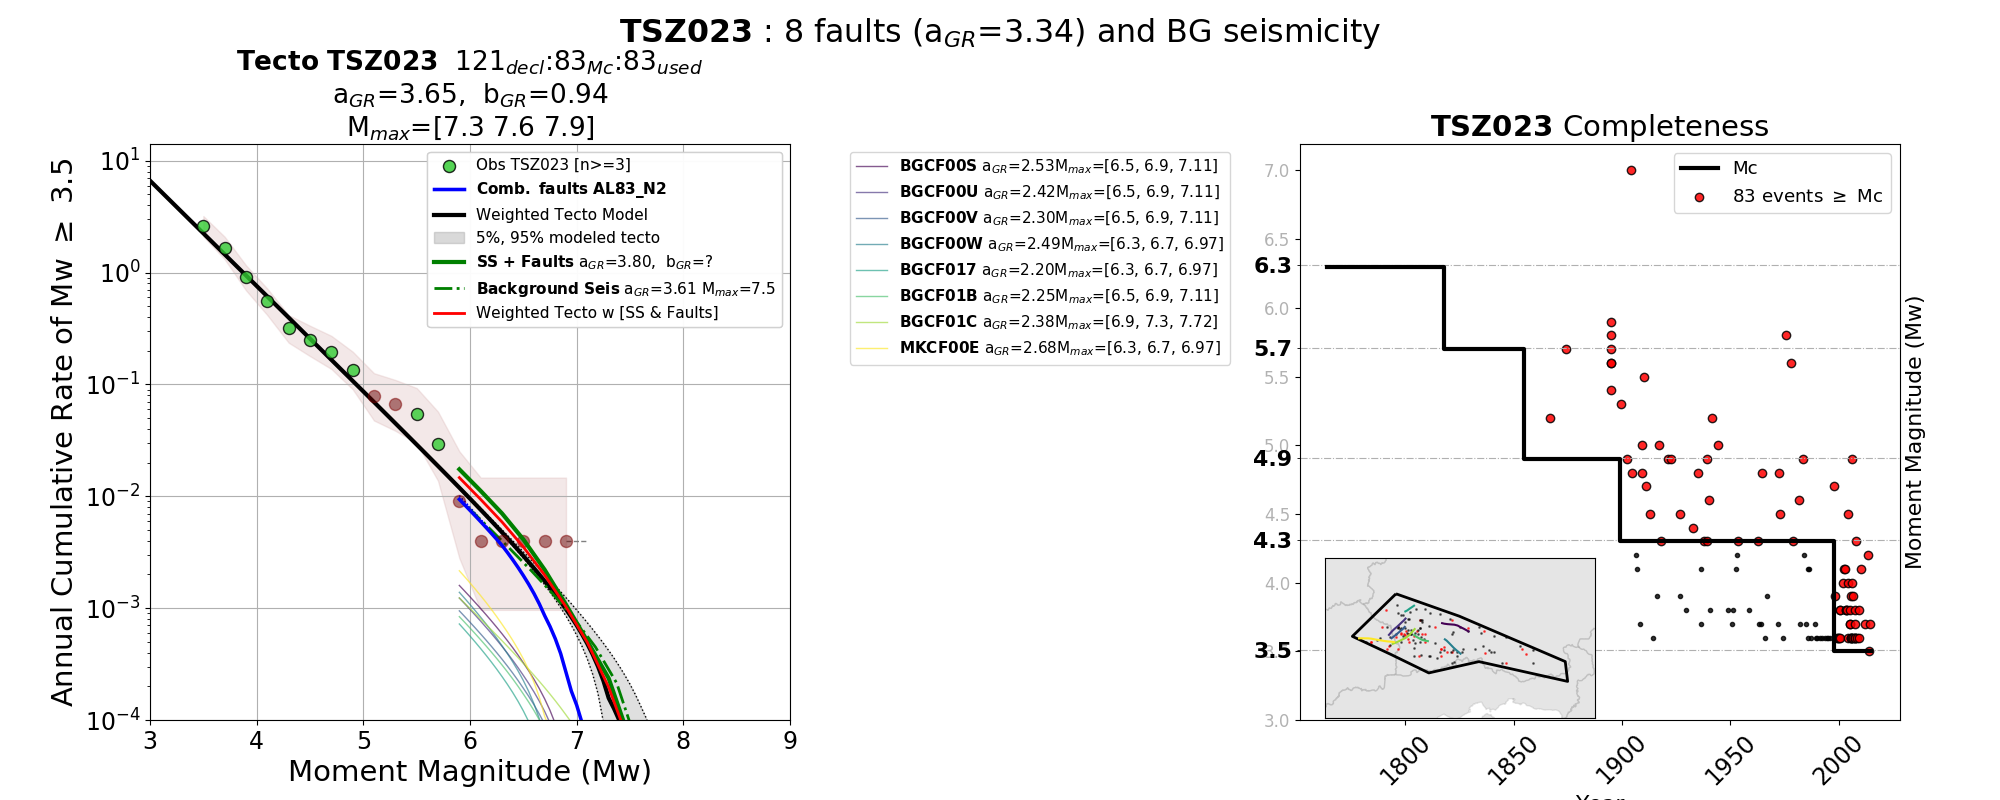 TSZ023 : 8 faults (aGR=3.34) and BG seismicity
Tecto TSZ023 121decl:83Mc:83used
aGR=3.65, bGR=0.94
Mmax=[7.3 7.6 7.9]
Annual Cumulative Rate of Mw ≥ 3.5
10^1
10^0
10^-1
10^-2
10^-3
10^-4
Obs TSZ023 [n>=3]
Comb. faults AL83_N2
Weighted Tecto Model
5%, 95% modeled tecto
SS + Faults aGR=3.80, bGR=?
Background Seis aGR=3.61 Mmax=7.5
Weighted Tecto w [SS & Faults]
3 4 5 6 7 8 9
Moment Magnitude (Mw)
BGCF00S aGR=2.53Mmax=[6.5, 6.9, 7.11]
BGCF00U aGR=2.42Mmax=[6.5, 6.9, 7.11]
BGCF00V aGR=2.30Mmax=[6.5, 6.9, 7.11]
BGCF00W aGR=2.49Mmax=[6.3, 6.7, 6.97]
BGCF017 aGR=2.20Mmax=[6.3, 6.7, 6.97]
BGCF01B aGR=2.25Mmax=[6.5, 6.9, 7.11]
BGCF01C aGR=2.38Mmax=[6.9, 7.3, 7.72]
MKCF00E aGR=2.68Mmax=[6.3, 6.7, 6.97]
TSZ023 Completeness
Mc
83 events ≥ Mc
7.0
6.5
6.3
6.0
5.7
5.5
5.0
4.9
4.5
4.3
4.0
3.5
3.0
Moment Magnitude (Mw)
1800 1850 1900 1950 2000
Year